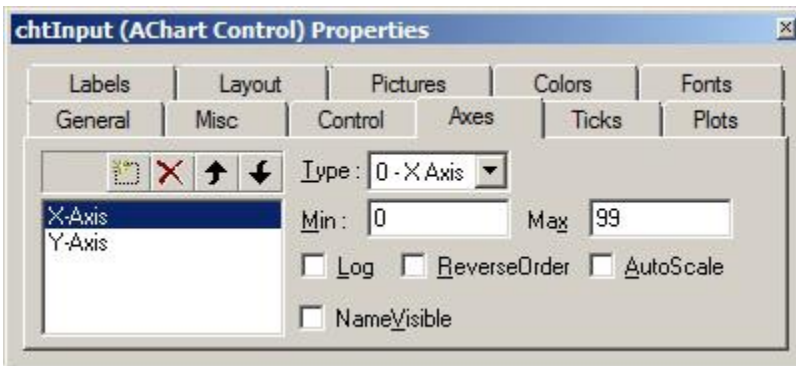 chtInput (AChart Control) Properties
Labels Layout Pictures Colors Fonts
General Misc Control Axes Ticks Plots
Type : 0 - X Axis
X-Axis
Y-Axis
Min : 0 Max 99
Log ReverseOrder AutoScale
NameVisible